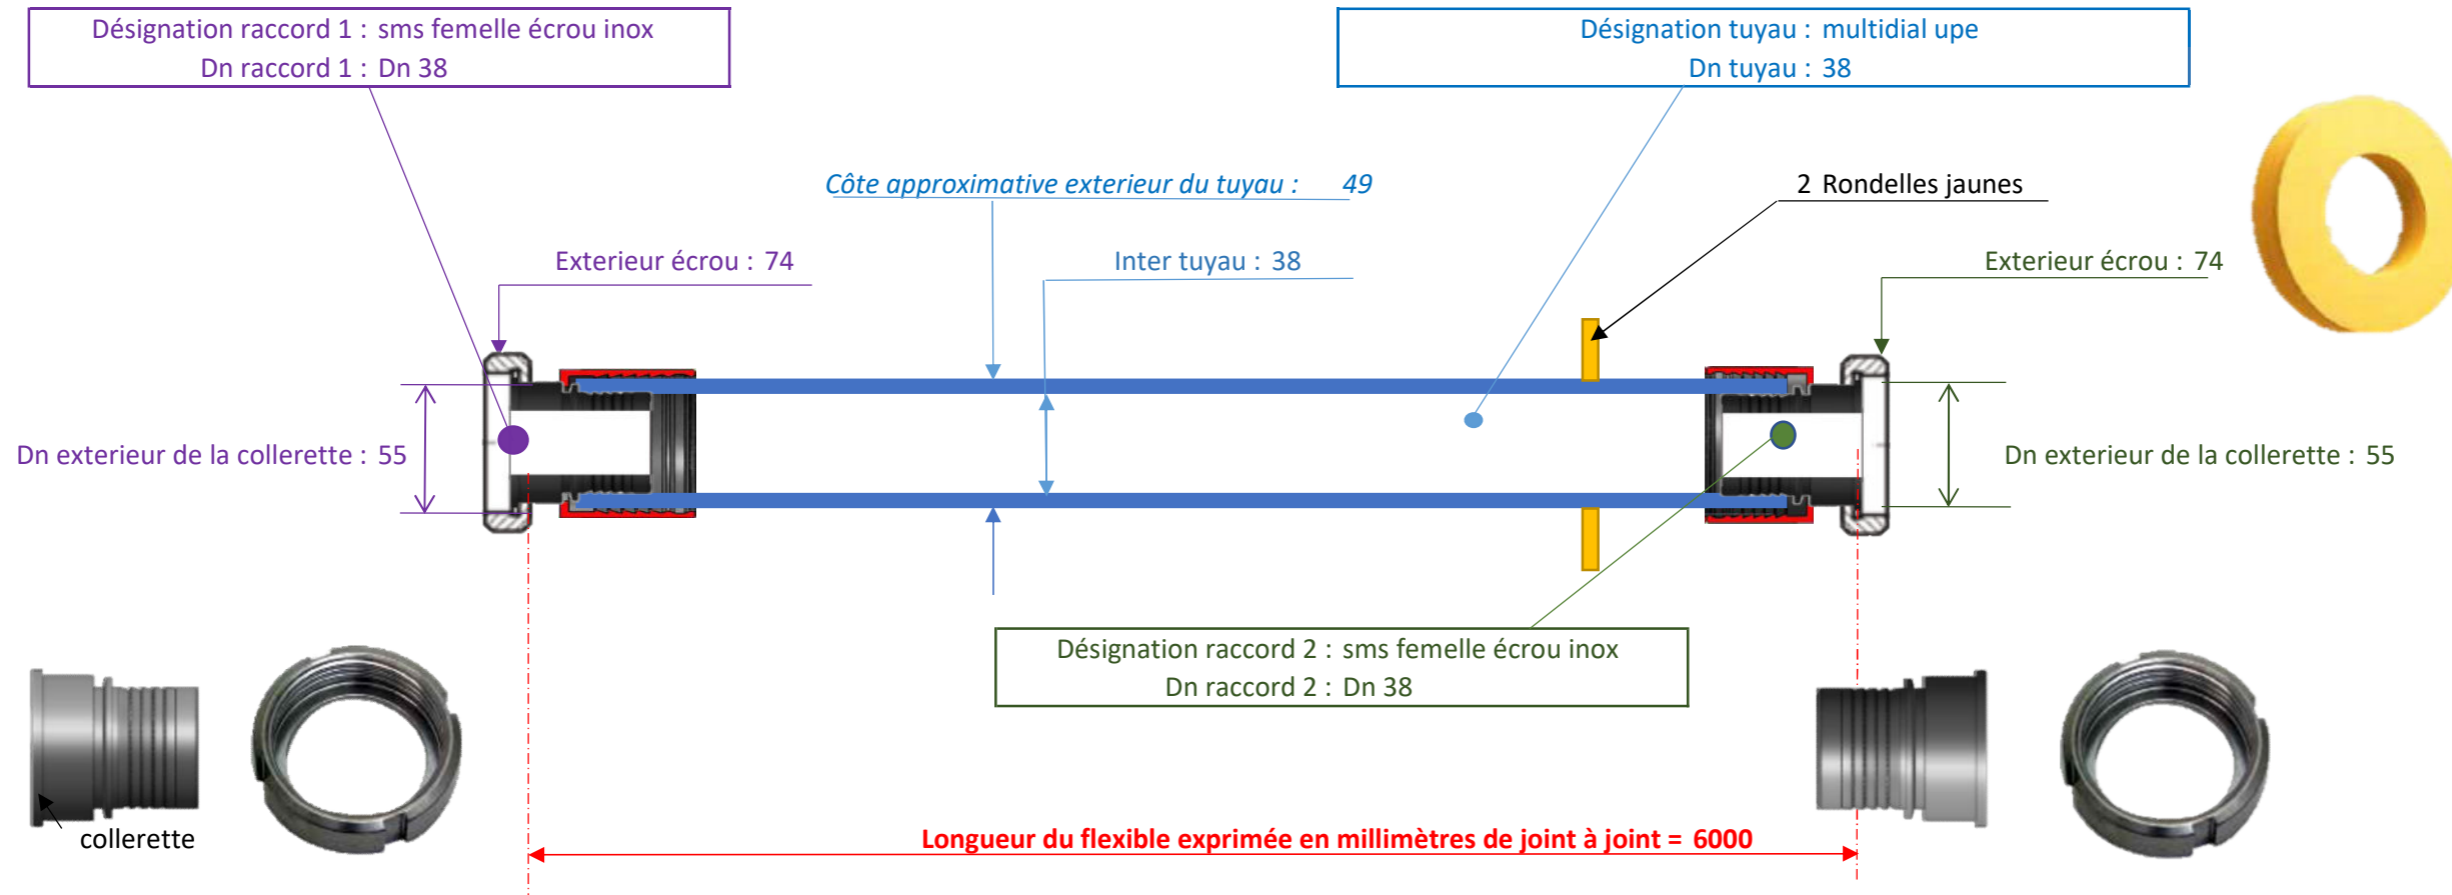 Désignation raccord 1 : sms femelle écrou inox
Dn raccord 1 : Dn 38
Désignation tuyau : multidial upe
Dn tuyau : 38
Côte approximative exterieur du tuyau : 49
2 Rondelles jaunes
Exterieur écrou : 74
Inter tuyau : 38
Exterieur écrou : 74
Dn exterieur de la collerette : 55
Dn exterieur de la collerette : 55
Désignation raccord 2 : sms femelle écrou inox
Dn raccord 2 : Dn 38
collerette
Longueur du flexible exprimée en millimètres de joint à joint = 6000